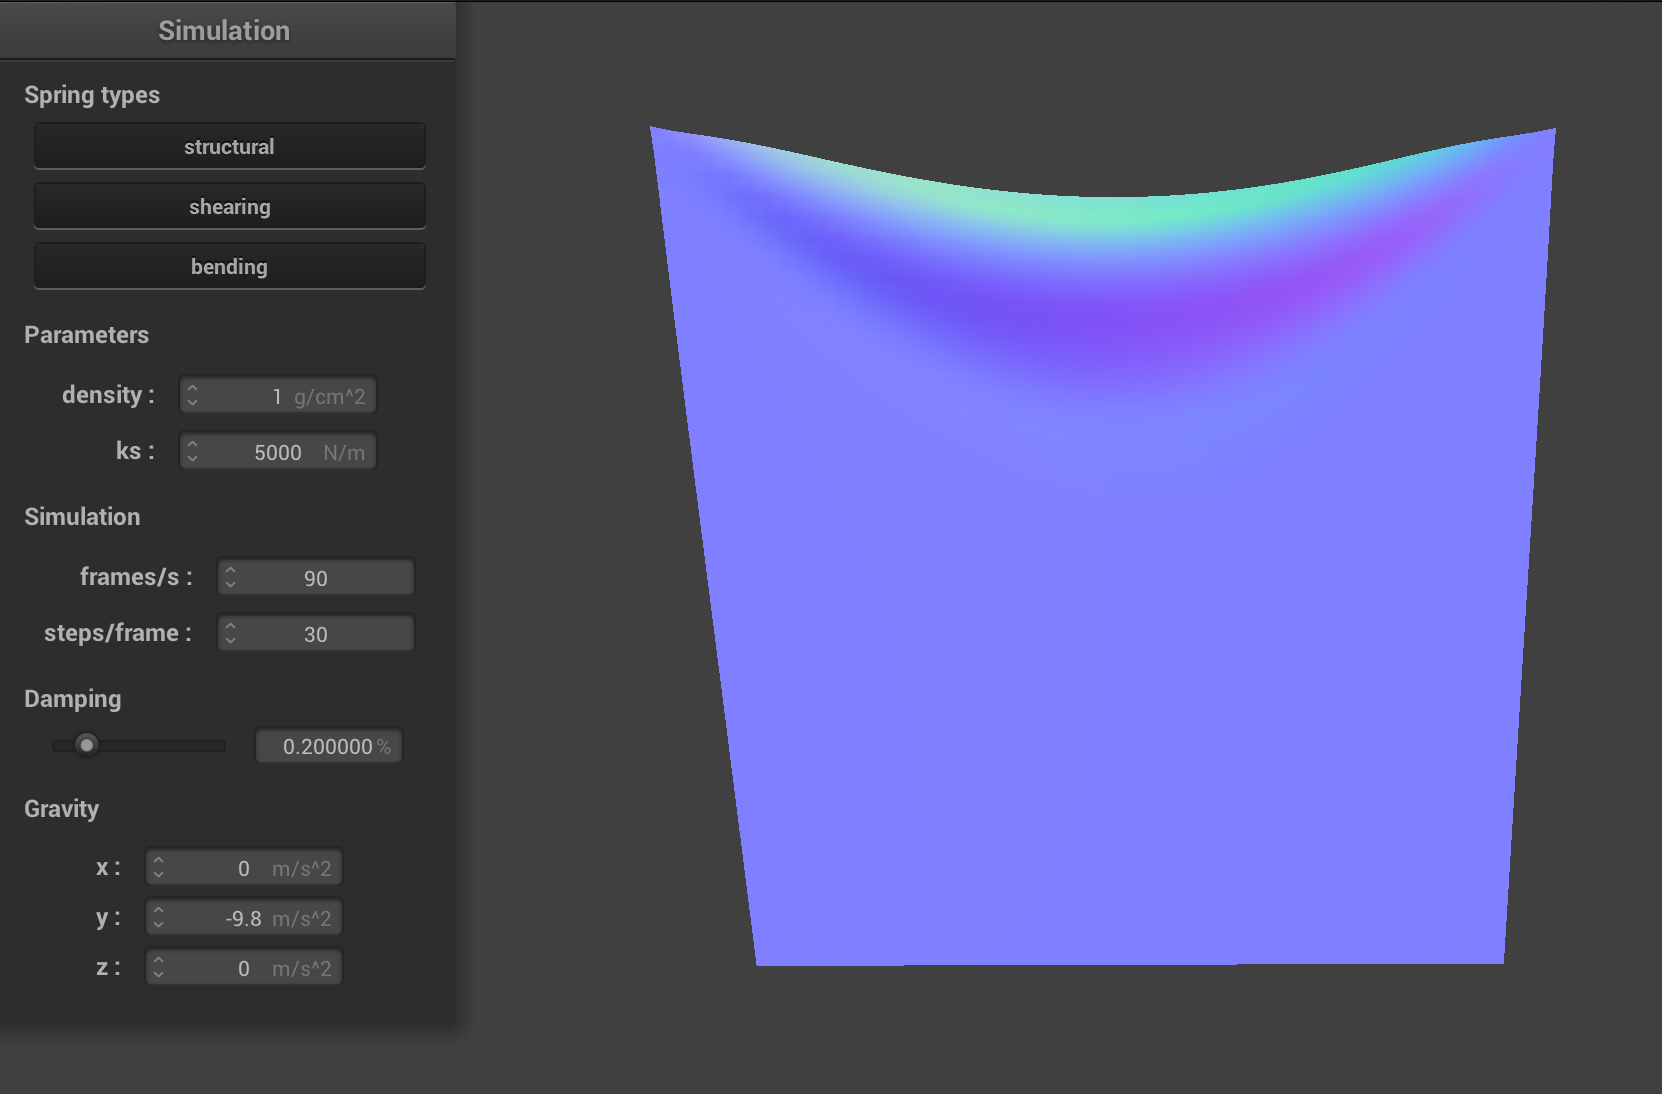 Simulation
Spring types
structural
shearing
bending
Parameters
density : 1 g/cm^2
ks : 5000 N/m
Simulation
frames/s : 90
steps/frame : 30
Damping
0.200000 %
Gravity
x : 0 m/s^2
y : -9.8 m/s^2
z : 0 m/s^2